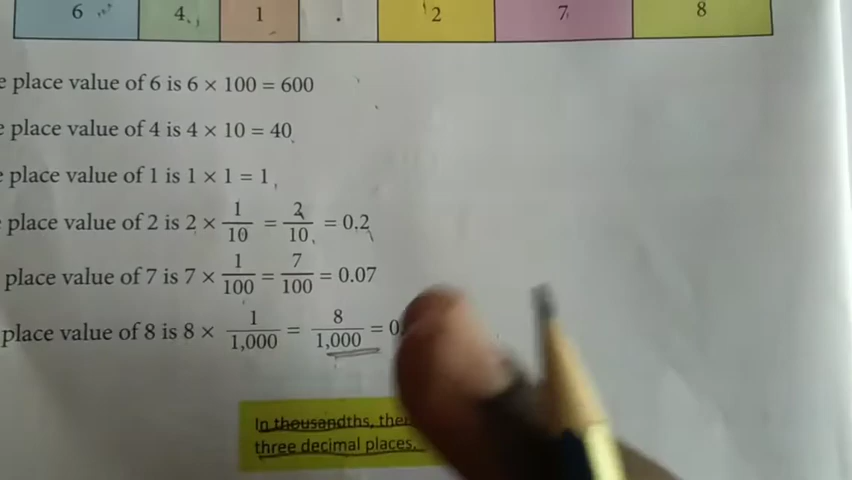 6 4 1 . 2 7 8
e place value of 6 is 6 × 100 = 600
e place value of 4 is 4 × 10 = 40
e place value of 1 is 1 × 1 = 1
place value of 2 is 2 × 1/10 = 2/10 = 0.2
place value of 7 is 7 × 1/100 = 7/100 = 0.07
place value of 8 is 8 × 1/1,000 = 8/1,000 = 0
In thousandths,
three decimal places,